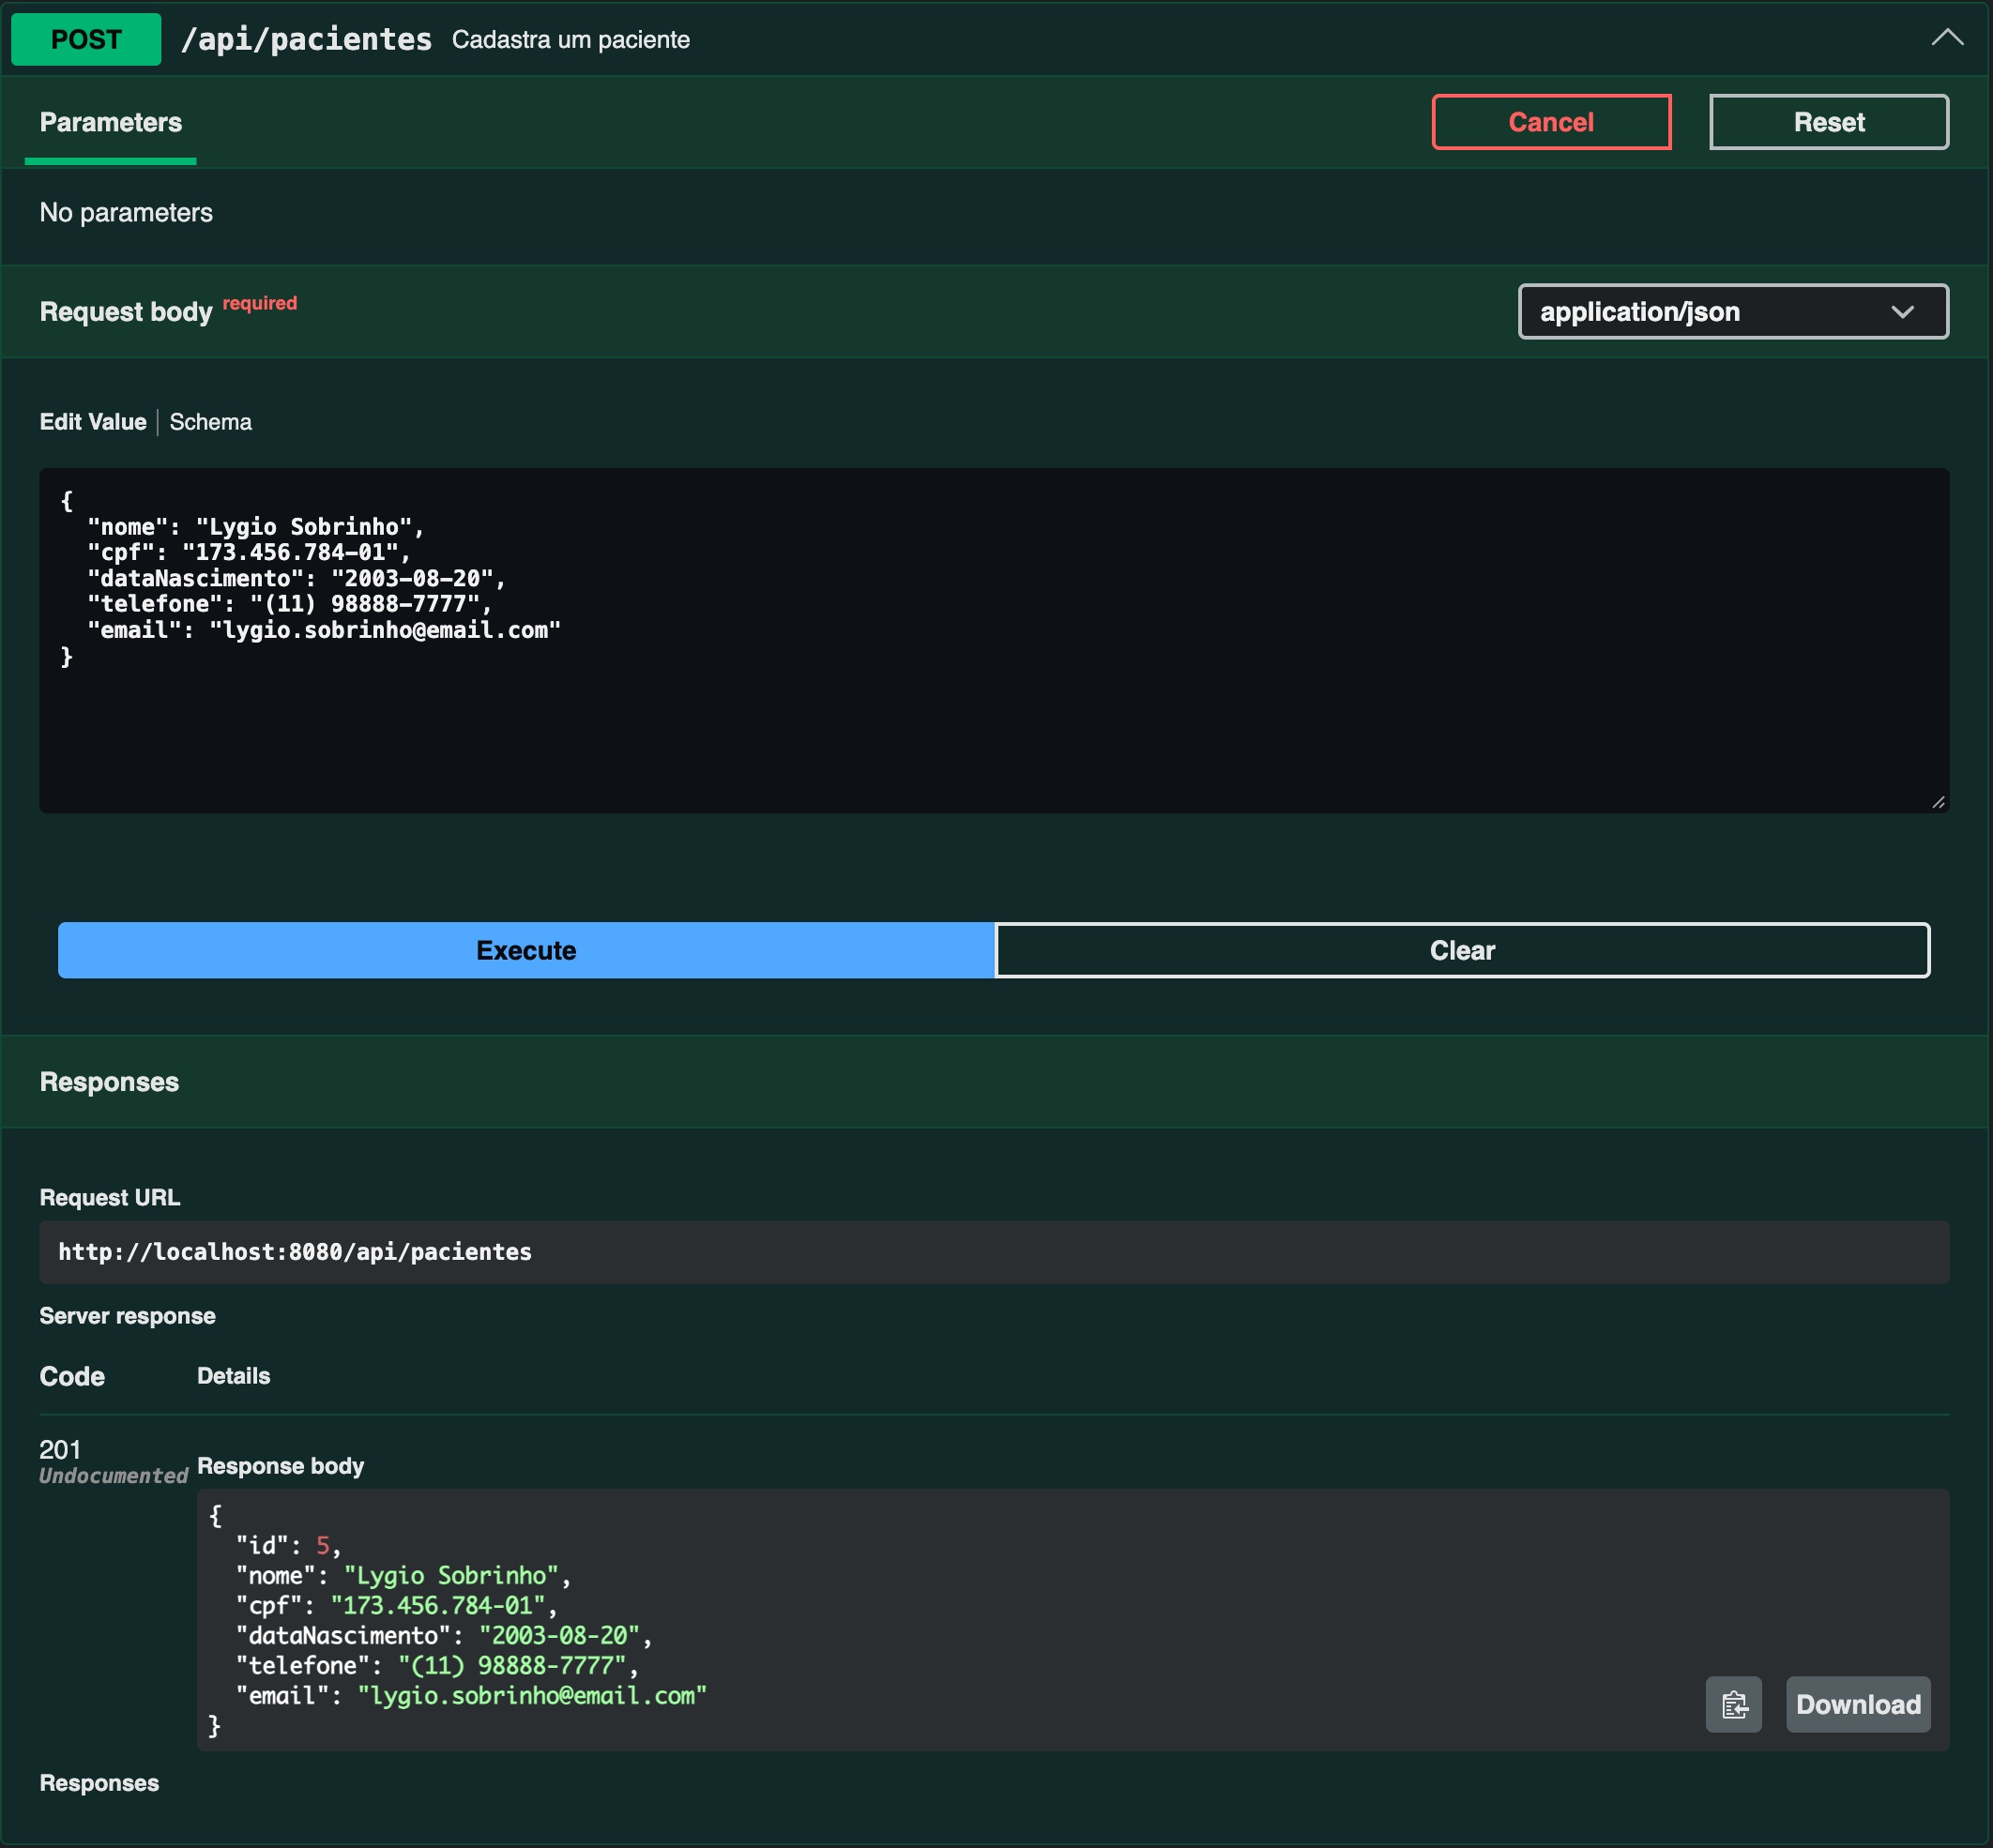 POST /api/pacientes Cadastra um paciente
Parameters
Cancel
Reset
No parameters
Request body required
application/json
Edit Value | Schema
{
  "nome": "Lygio Sobrinho",
  "cpf": "173.456.784-01",
  "dataNascimento": "2003-08-20",
  "telefone": "(11) 98888-7777",
  "email": "lygio.sobrinho@email.com"
}
Execute
Clear
Responses
Request URL
http://localhost:8080/api/pacientes
Server response
Code Details
201
Undocumented
Response body
{
  "id": 5,
  "nome": "Lygio Sobrinho",
  "cpf": "173.456.784-01",
  "dataNascimento": "2003-08-20",
  "telefone": "(11) 98888-7777",
  "email": "lygio.sobrinho@email.com"
}
Download
Responses